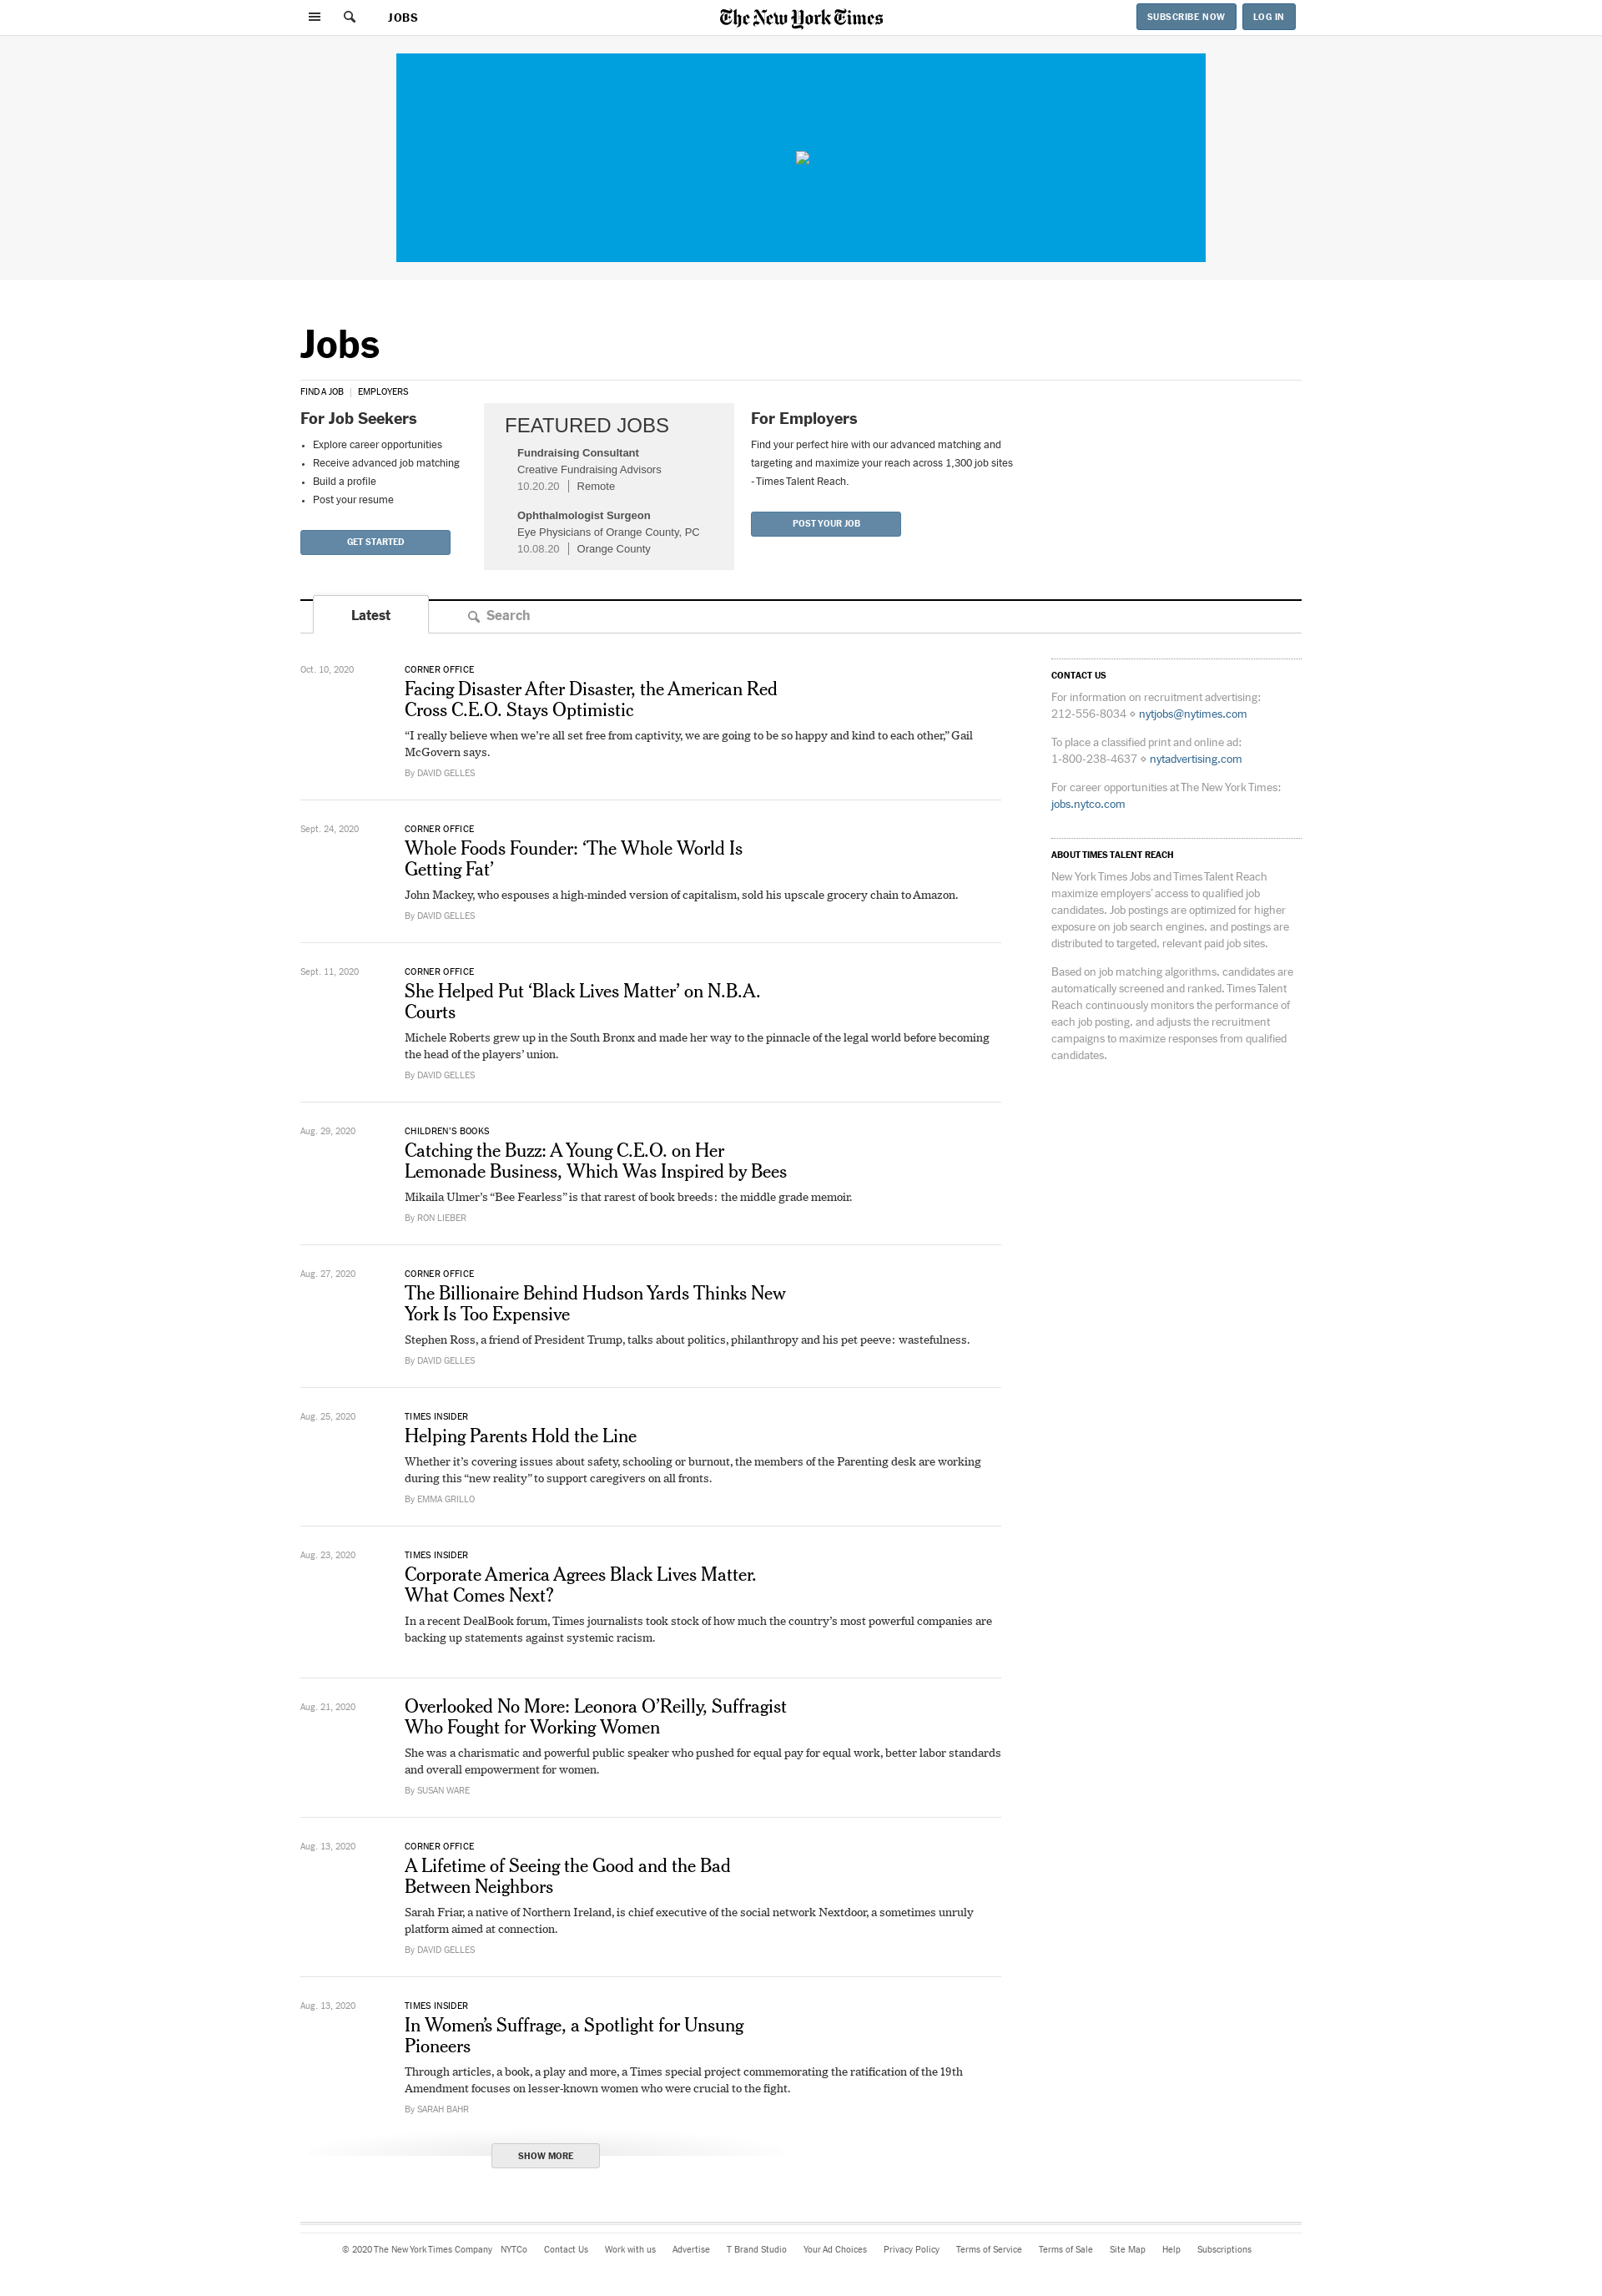 JOBS
The New York Times
SUBSCRIBE NOW
LOG IN
Jobs
FIND A JOB | EMPLOYERS
For Job Seekers
• Explore career opportunities
• Receive advanced job matching
• Build a profile
• Post your resume
GET STARTED
FEATURED JOBS
Fundraising Consultant
Creative Fundraising Advisors
10.20.20 | Remote
Ophthalmologist Surgeon
Eye Physicians of Orange County, PC
10.08.20 | Orange County
For Employers
Find your perfect hire with our advanced matching and
targeting and maximize your reach across 1,300 job sites
- Times Talent Reach.
POST YOUR JOB
Latest
Search
Oct. 10, 2020
CORNER OFFICE
Facing Disaster After Disaster, the American Red
Cross C.E.O. Stays Optimistic
“I really believe when we’re all set free from captivity, we are going to be so happy and kind to each other,” Gail
McGovern says.
By DAVID GELLES
Sept. 24, 2020
CORNER OFFICE
Whole Foods Founder: ‘The Whole World Is
Getting Fat’
John Mackey, who espouses a high-minded version of capitalism, sold his upscale grocery chain to Amazon.
By DAVID GELLES
Sept. 11, 2020
CORNER OFFICE
She Helped Put ‘Black Lives Matter’ on N.B.A.
Courts
Michele Roberts grew up in the South Bronx and made her way to the pinnacle of the legal world before becoming
the head of the players’ union.
By DAVID GELLES
Aug. 29, 2020
CHILDREN’S BOOKS
Catching the Buzz: A Young C.E.O. on Her
Lemonade Business, Which Was Inspired by Bees
Mikaila Ulmer’s “Bee Fearless” is that rarest of book breeds: the middle grade memoir.
By RON LIEBER
Aug. 27, 2020
CORNER OFFICE
The Billionaire Behind Hudson Yards Thinks New
York Is Too Expensive
Stephen Ross, a friend of President Trump, talks about politics, philanthropy and his pet peeve: wastefulness.
By DAVID GELLES
Aug. 25, 2020
TIMES INSIDER
Helping Parents Hold the Line
Whether it’s covering issues about safety, schooling or burnout, the members of the Parenting desk are working
during this “new reality” to support caregivers on all fronts.
By EMMA GRILLO
Aug. 23, 2020
TIMES INSIDER
Corporate America Agrees Black Lives Matter.
What Comes Next?
In a recent DealBook forum, Times journalists took stock of how much the country’s most powerful companies are
backing up statements against systemic racism.
Aug. 21, 2020
Overlooked No More: Leonora O’Reilly, Suffragist
Who Fought for Working Women
She was a charismatic and powerful public speaker who pushed for equal pay for equal work, better labor standards
and overall empowerment for women.
By SUSAN WARE
Aug. 13, 2020
CORNER OFFICE
A Lifetime of Seeing the Good and the Bad
Between Neighbors
Sarah Friar, a native of Northern Ireland, is chief executive of the social network Nextdoor, a sometimes unruly
platform aimed at connection.
By DAVID GELLES
Aug. 13, 2020
TIMES INSIDER
In Women’s Suffrage, a Spotlight for Unsung
Pioneers
Through articles, a book, a play and more, a Times special project commemorating the ratification of the 19th
Amendment focuses on lesser-known women who were crucial to the fight.
By SARAH BAHR
SHOW MORE
CONTACT US
For information on recruitment advertising:
212-556-8034 ⋄ nytjobs@nytimes.com
To place a classified print and online ad:
1-800-238-4637 ⋄ nytadvertising.com
For career opportunities at The New York Times:
jobs.nytco.com
ABOUT TIMES TALENT REACH
New York Times Jobs and Times Talent Reach
maximize employers’ access to qualified job
candidates. Job postings are optimized for higher
exposure on job search engines, and postings are
distributed to targeted, relevant paid job sites.
Based on job matching algorithms, candidates are
automatically screened and ranked. Times Talent
Reach continuously monitors the performance of
each job posting, and adjusts the recruitment
campaigns to maximize responses from qualified
candidates.
© 2020 The New York Times Company NYTCo Contact Us Work with us Advertise T Brand Studio Your Ad Choices Privacy Policy Terms of Service Terms of Sale Site Map Help Subscriptions